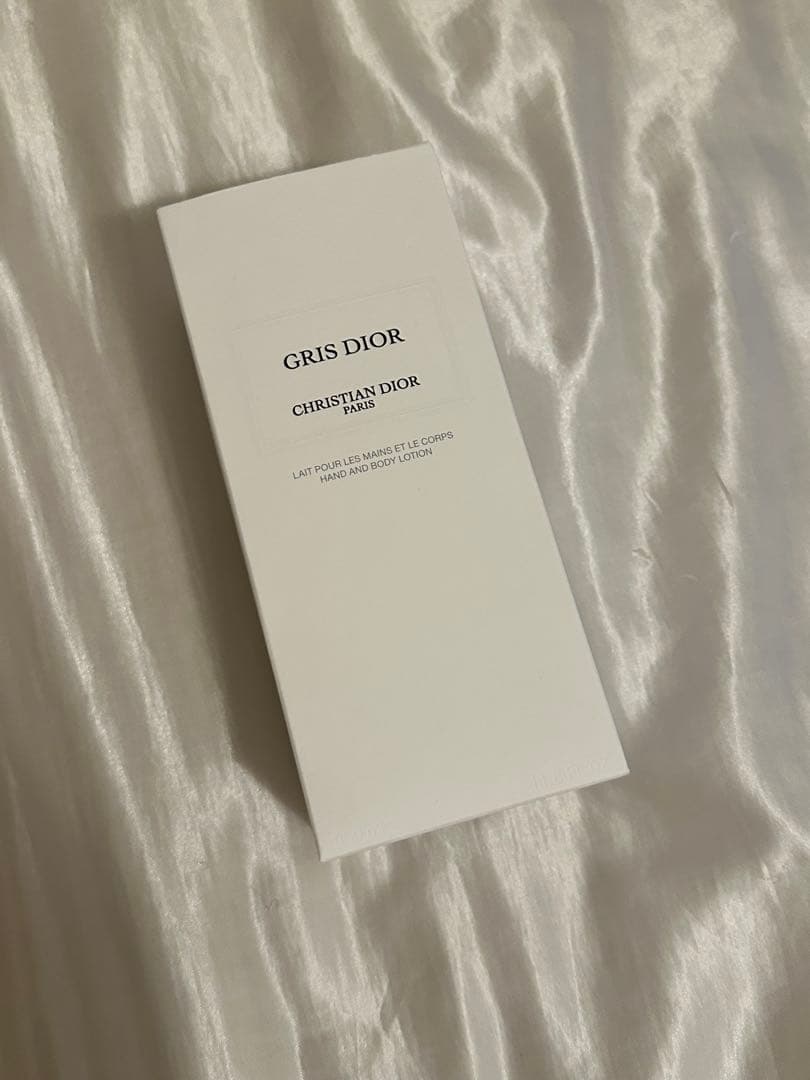 GRIS DIOR
CHRISTIAN DIOR
PARIS
LAIT POUR LES MAINS ET LE CORPS
HAND AND BODY LOTION